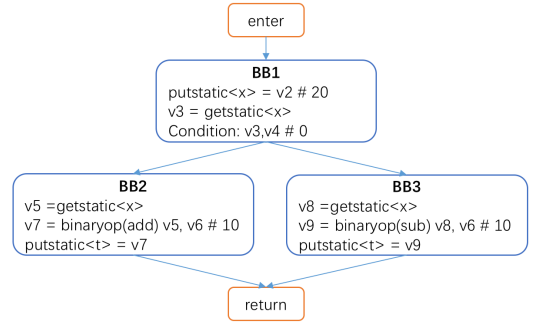 enter
BB1
putstatic<x> = v2 # 20
v3 = getstatic<x>
Condition: v3,v4 # 0
BB2
v5 =getstatic<x>
v7 = binaryop(add) v5, v6 # 10
putstatic<t> = v7
BB3
v8 =getstatic<x>
v9 = binaryop(sub) v8, v6 # 10
putstatic<t> = v9
return